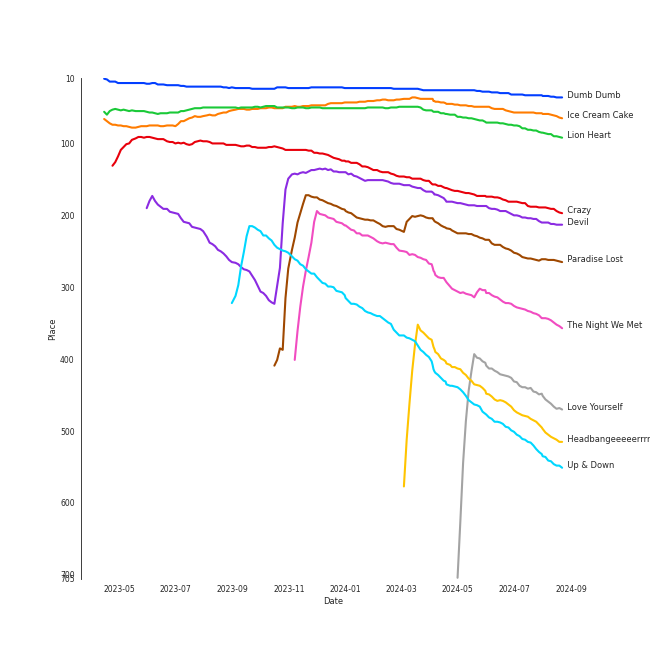 10
100
200
300
400
500
600
700
705
Place
Dumb Dumb
Ice Cream Cake
Lion Heart
Crazy
Devil
Paradise Lost
The Night We Met
Love Yourself
Headbangeeeeerrrr
Up & Down
2023-05 2023-07 2023-09 2023-11 2024-01 2024-03 2024-05 2024-07 2024-09
Date